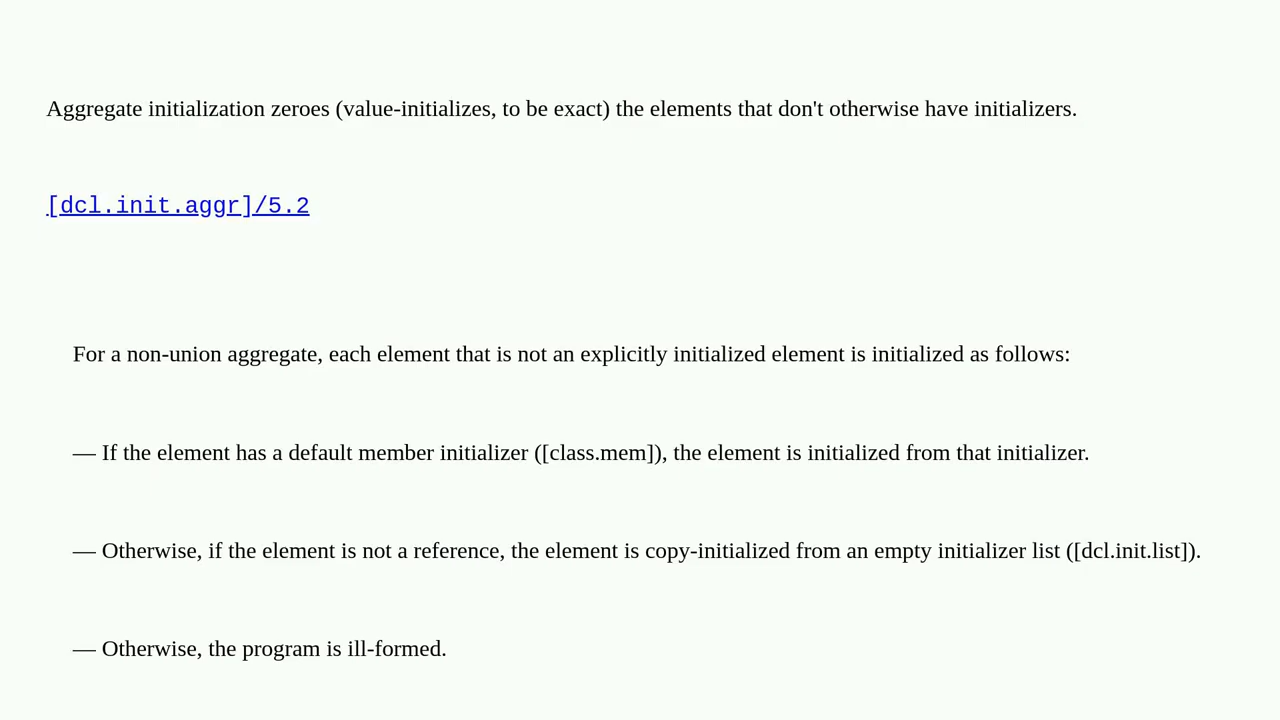 Aggregate initialization zeroes (value-initializes, to be exact) the elements that don't otherwise have initializers.
[dcl.init.aggr]/5.2
For a non-union aggregate, each element that is not an explicitly initialized element is initialized as follows:
— If the element has a default member initializer ([class.mem]), the element is initialized from that initializer.
— Otherwise, if the element is not a reference, the element is copy-initialized from an empty initializer list ([dcl.init.list]).
— Otherwise, the program is ill-formed.